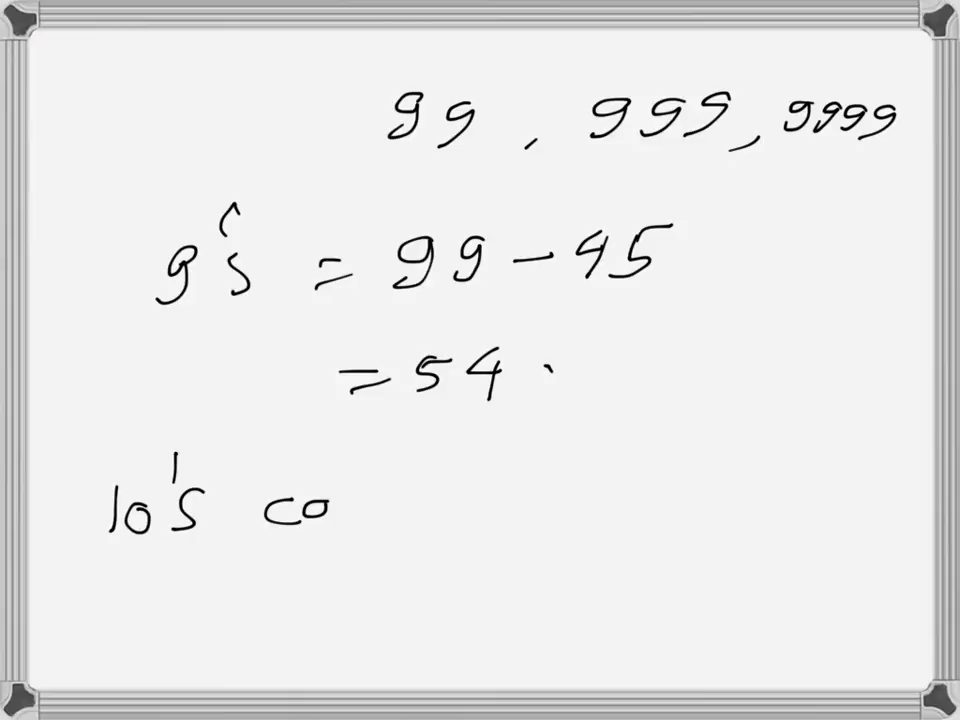 99 , 999, 9999
9's = 99 - 45
= 54 .
10's co